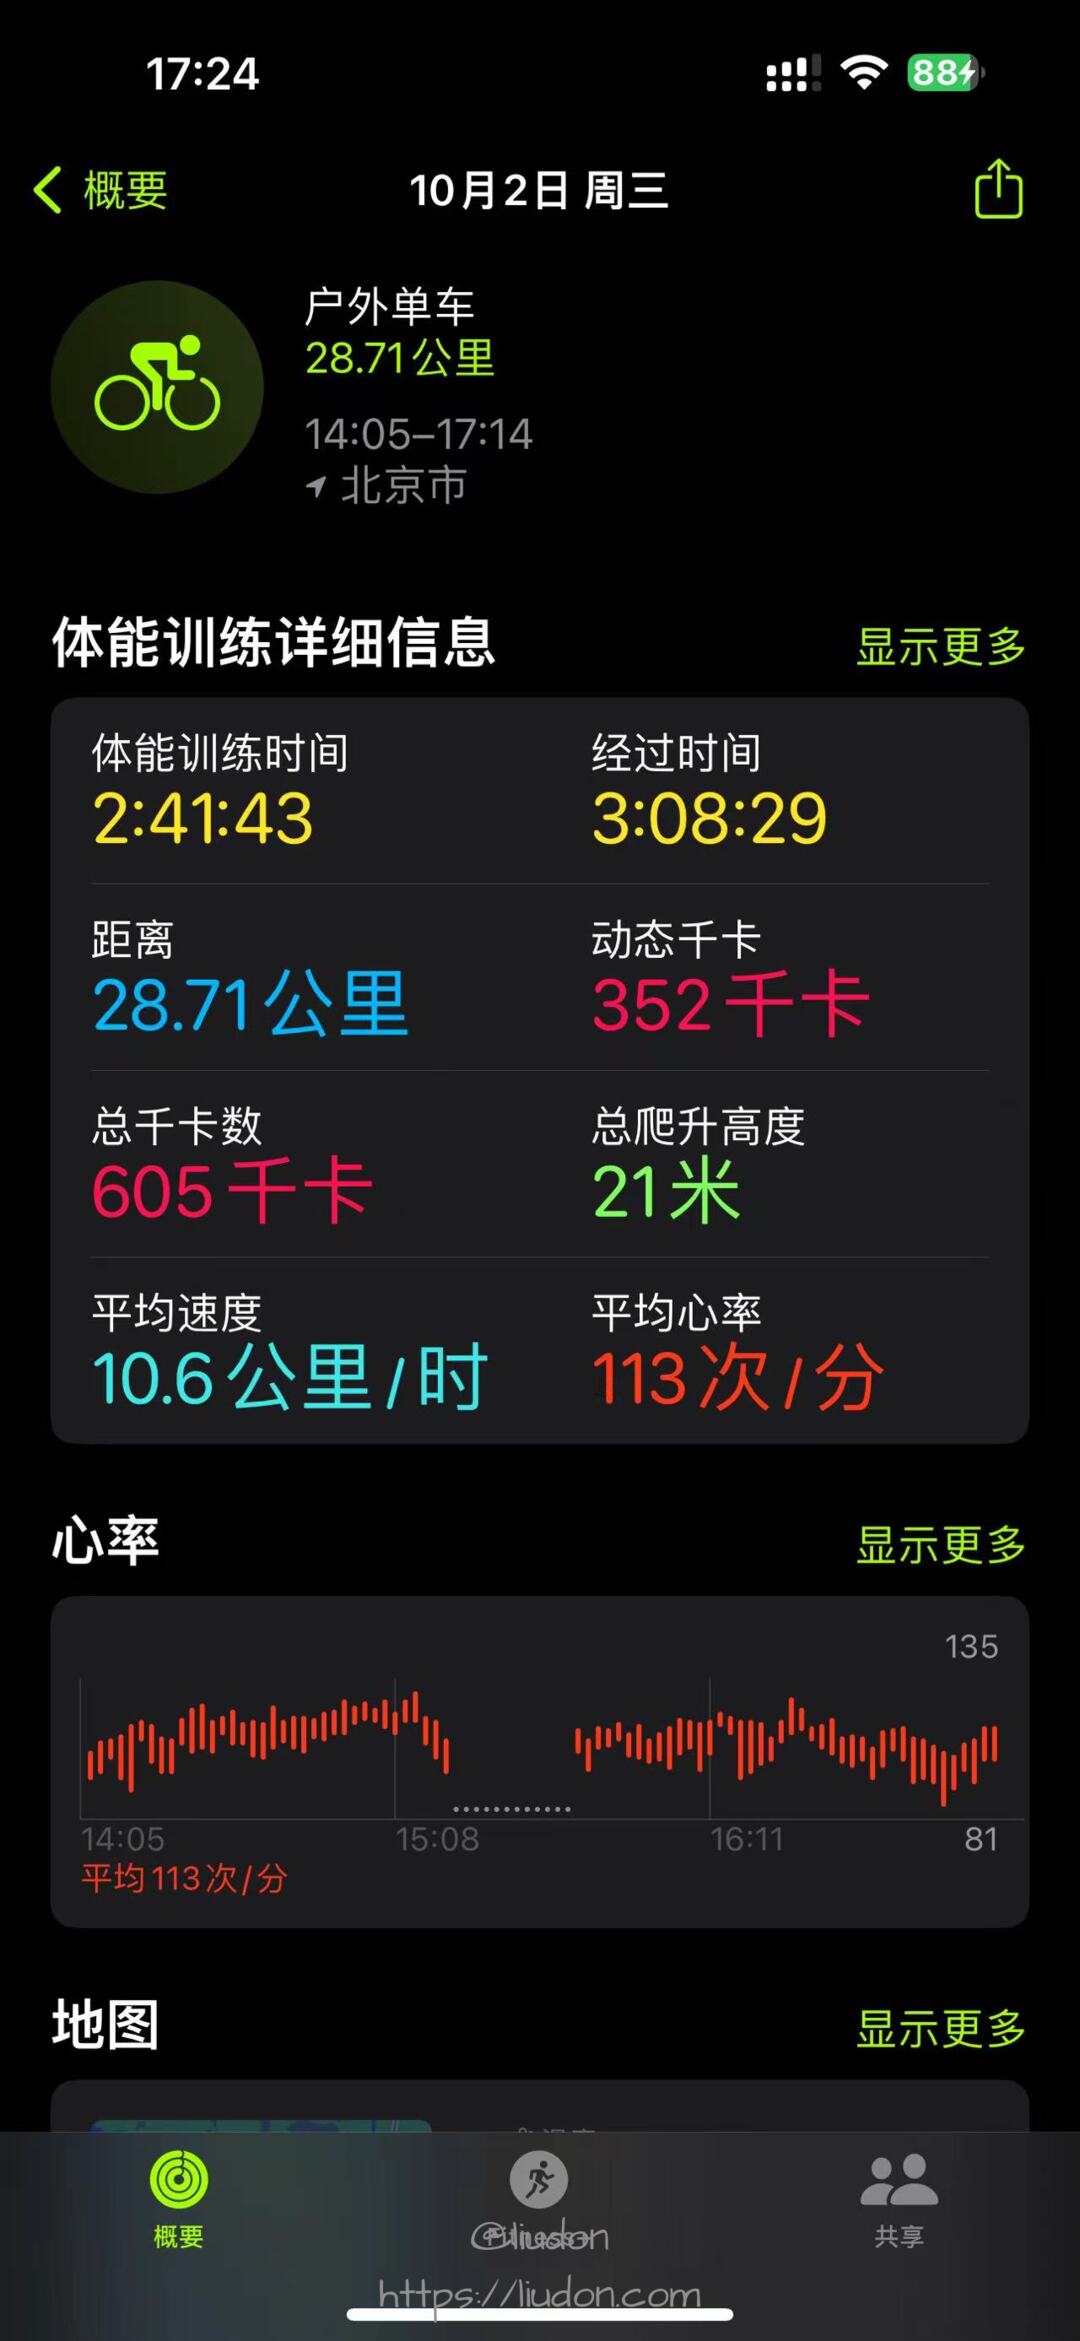 17:24
88
概要
10月2日 周三
户外单车
28.71公里
14:05–17:14
北京市
体能训练详细信息
显示更多
体能训练时间
经过时间
2:41:43
3:08:29
距离
动态千卡
28.71公里
352千卡
总千卡数
总爬升高度
605千卡
21米
平均速度
平均心率
10.6公里/时
113次/分
心率
显示更多
135
14:05
15:08
16:11
81
平均113次/分
地图
显示更多
概要
Fitness+
共享
@liudon
https://liudon.com